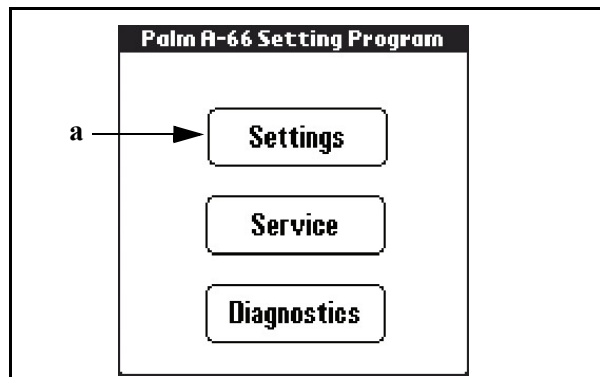 Palm A-66 Setting Program
a
Settings
Service
Diagnostics